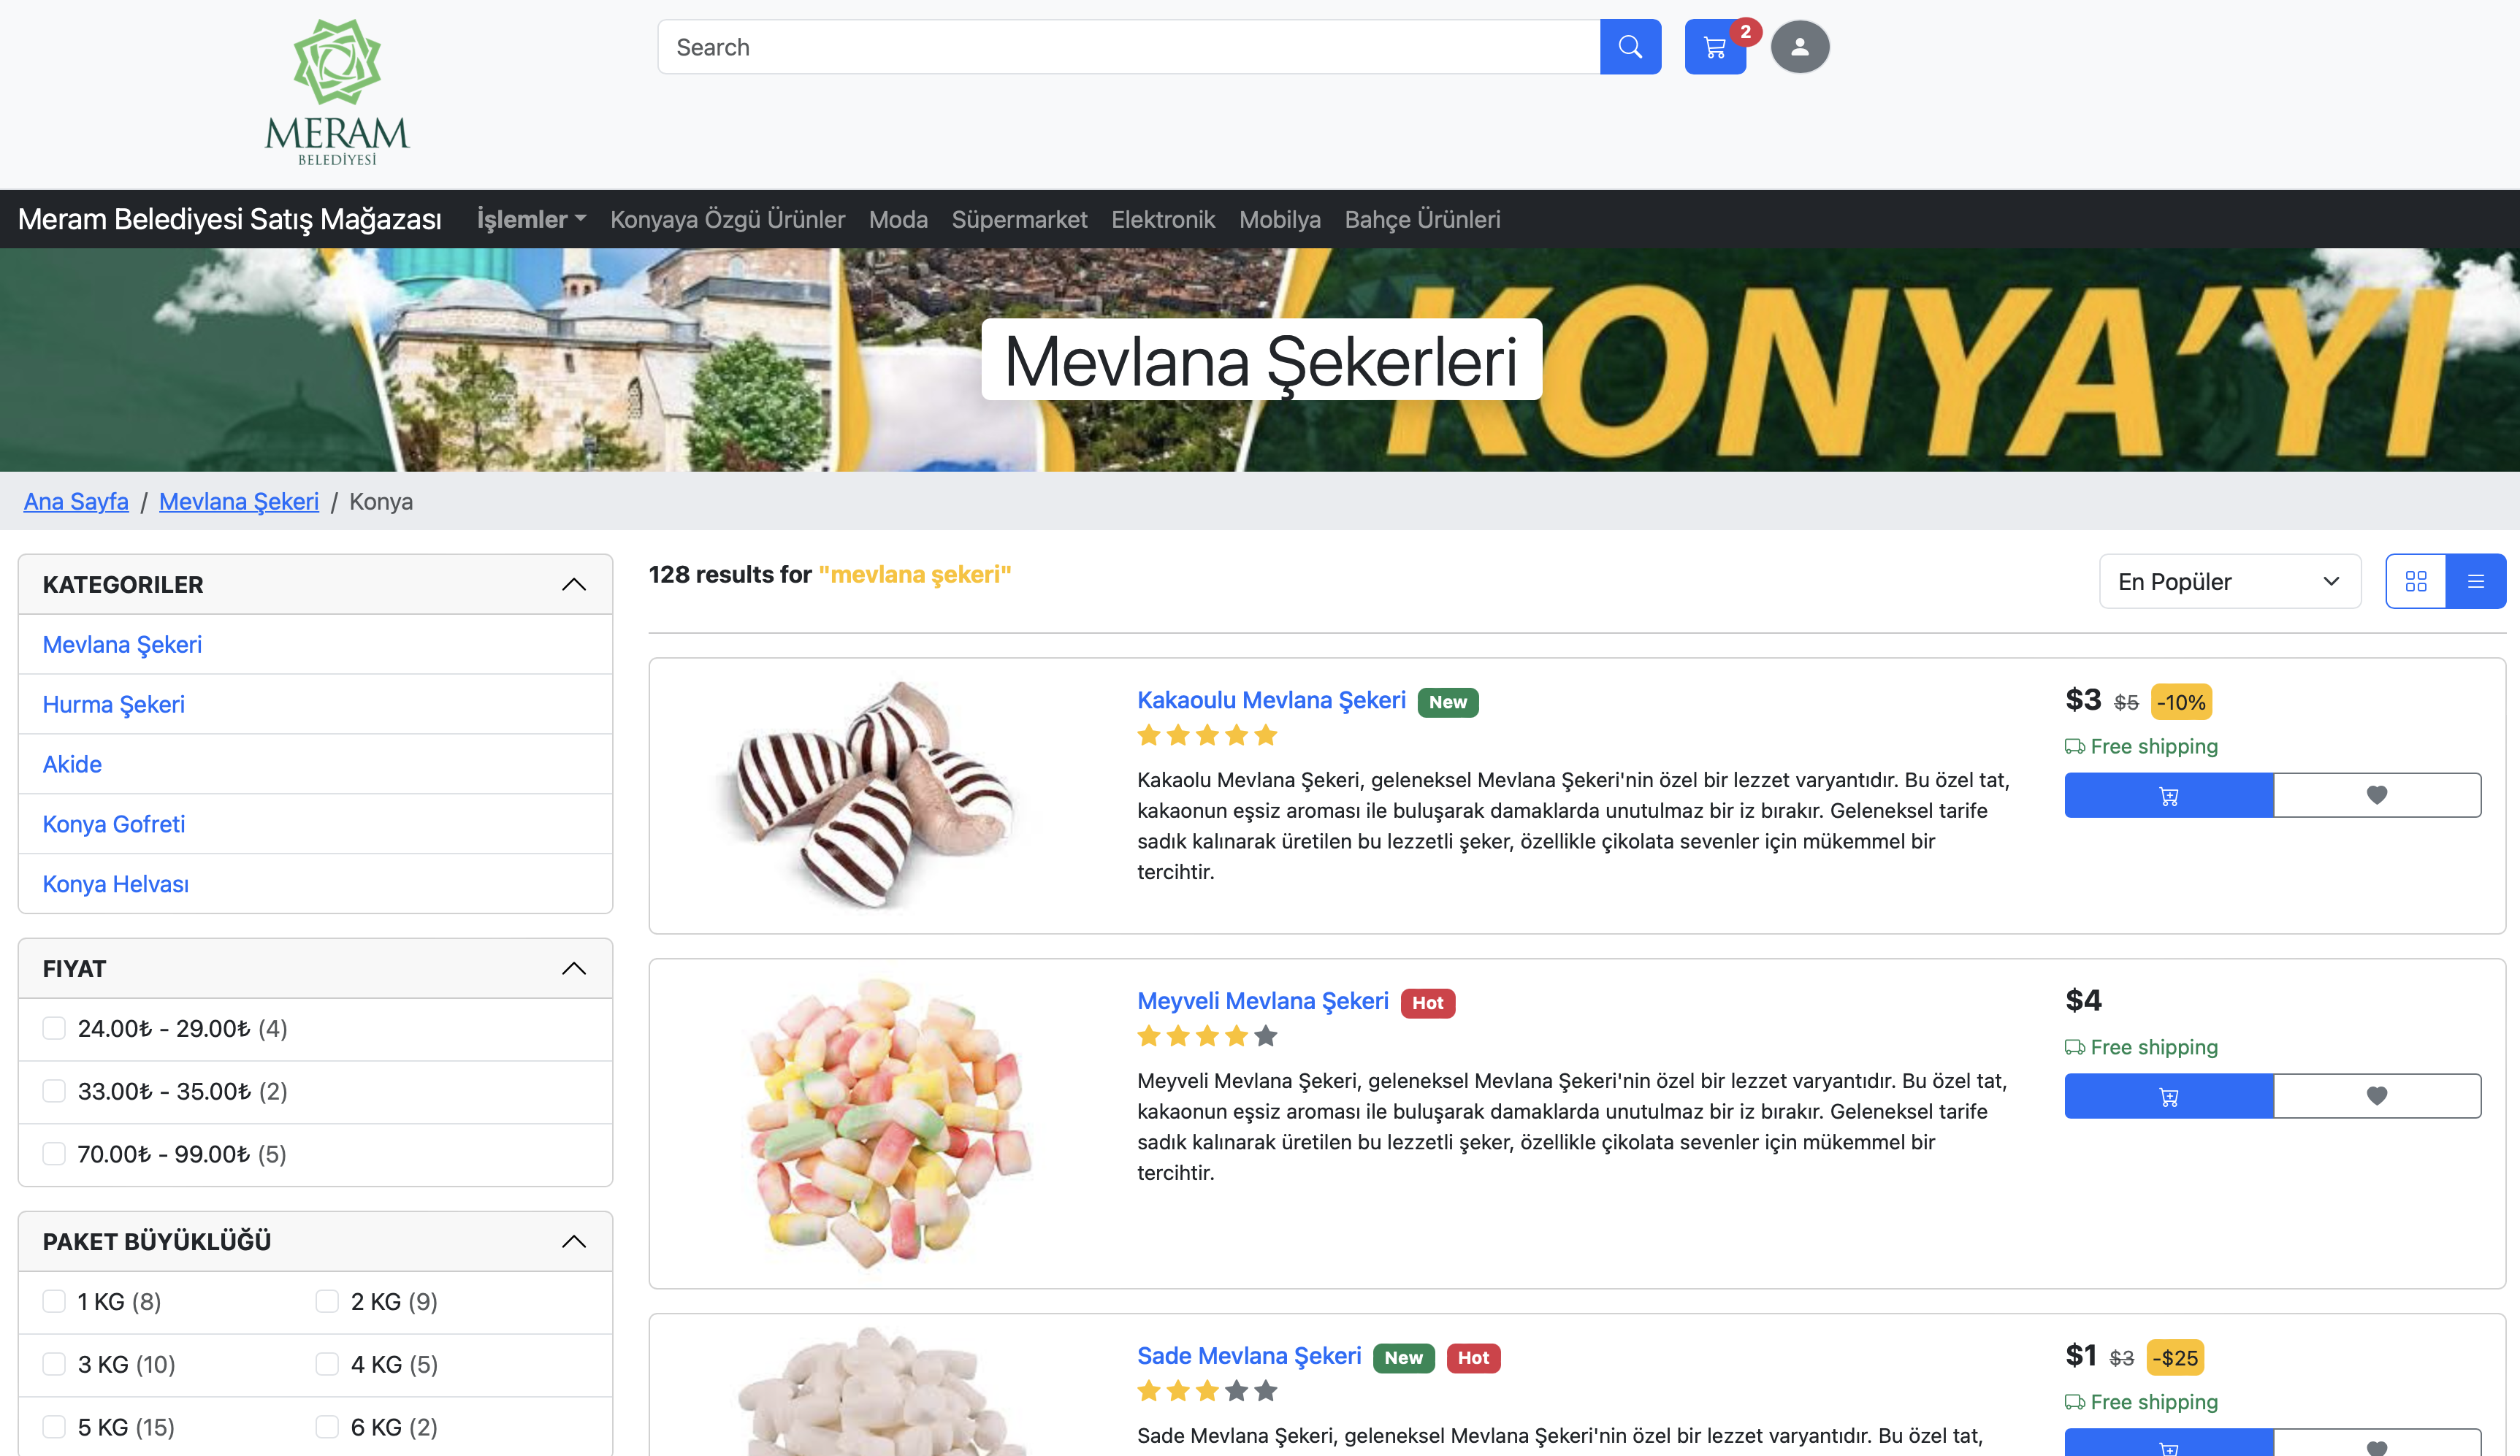 MERAM
BELEDİYESİ
Search
2
Meram Belediyesi Satış Mağazası
İşlemler
Konyaya Özgü Ürünler
Moda
Süpermarket
Elektronik
Mobilya
Bahçe Ürünleri
KONYA'YI
Mevlana Şekerleri
Ana Sayfa / Mevlana Şekeri / Konya
KATEGORILER
Mevlana Şekeri
Hurma Şekeri
Akide
Konya Gofreti
Konya Helvası
FIYAT
24.00₺ - 29.00₺ (4)
33.00₺ - 35.00₺ (2)
70.00₺ - 99.00₺ (5)
PAKET BÜYÜKLÜĞÜ
1 KG (8)
2 KG (9)
3 KG (10)
4 KG (5)
5 KG (15)
6 KG (2)
128 results for "mevlana şekeri"
En Popüler
Kakaoulu Mevlana Şekeri New
Kakaolu Mevlana Şekeri, geleneksel Mevlana Şekeri'nin özel bir lezzet varyantıdır. Bu özel tat,
kakaonun eşsiz aroması ile buluşarak damaklarda unutulmaz bir iz bırakır. Geleneksel tarife
sadık kalınarak üretilen bu lezzetli şeker, özellikle çikolata sevenler için mükemmel bir
tercihtir.
$3 $5 -10%
Free shipping
Meyveli Mevlana Şekeri Hot
Meyveli Mevlana Şekeri, geleneksel Mevlana Şekeri'nin özel bir lezzet varyantıdır. Bu özel tat,
kakaonun eşsiz aroması ile buluşarak damaklarda unutulmaz bir iz bırakır. Geleneksel tarife
sadık kalınarak üretilen bu lezzetli şeker, özellikle çikolata sevenler için mükemmel bir
tercihtir.
$4
Free shipping
Sade Mevlana Şekeri New Hot
Sade Mevlana Şekeri, geleneksel Mevlana Şekeri'nin özel bir lezzet varyantıdır. Bu özel tat,
$1 $3 -$25
Free shipping